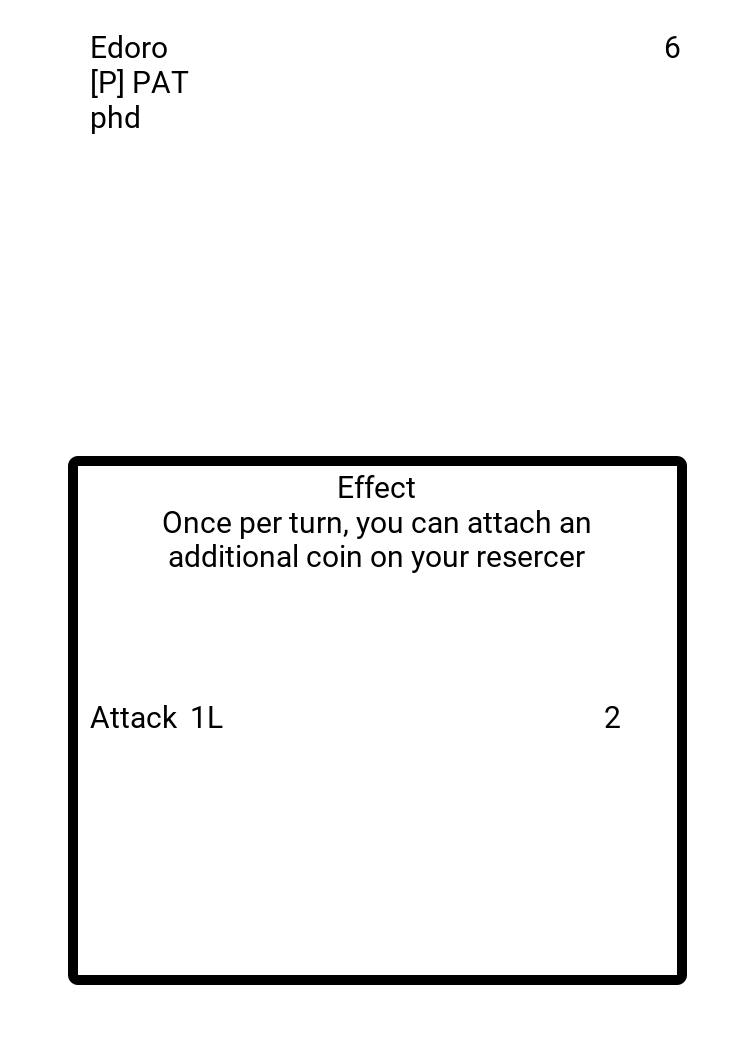 Edoro 6
[P] PAT
phd
Effect
Once per turn, you can attach an
additional coin on your resercer
Attack 1L 2